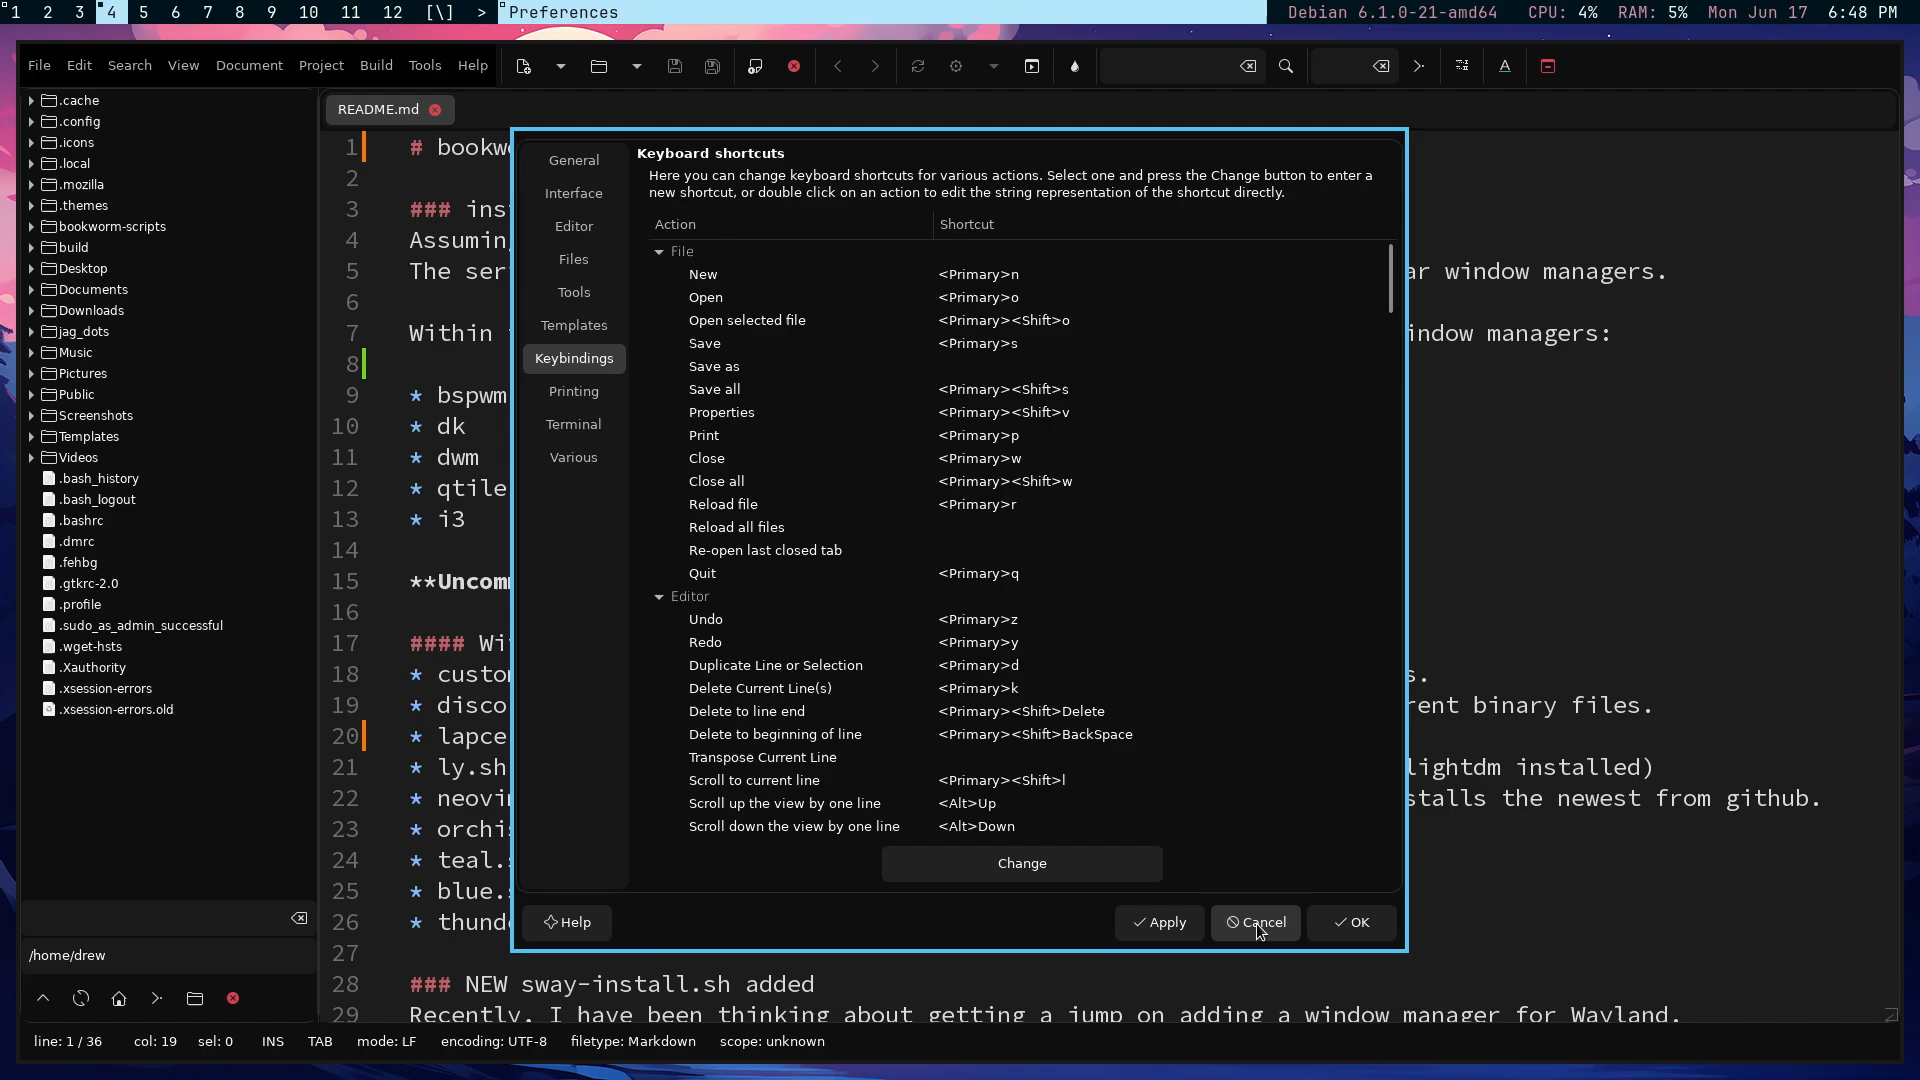 1 2 3 4 5 6 7 8 9 10 11 12 [\] > Preferences Debian 6.1.0-21-amd64 CPU: 4% RAM: 5% Mon Jun 17 6:48 PM
File Edit Search View Document Project Build Tools Help
.cache
.config
.icons
.local
.mozilla
.themes
bookworm-scripts
build
Desktop
Documents
Downloads
jag_dots
Music
Pictures
Public
Screenshots
Templates
Videos
.bash_history
.bash_logout
.bashrc
.dmrc
.fehbg
.gtkrc-2.0
.profile
.sudo_as_admin_successful
.wget-hsts
.Xauthority
.xsession-errors
.xsession-errors.old
/home/drew
README.md
1 # bookw
2
3 ### ins
4 Assumin
5 The ser ar window managers.
6
7 Within indow managers:
8
9 * bspwm
10 * dk
11 * dwm
12 * qtile
13 * i3
14
15 **Uncom
16
17 #### Wi
18 * custom s.
19 * disco rent binary files.
20 * lapce
21 * ly.sh lightdm installed)
22 * neovi stalls the newest from github.
23 * orchis
24 * teal.
25 * blue.
26 * thund
27
28 ### NEW sway-install.sh added
29 Recently, I have been thinking about getting a jump on adding a window manager for Wayland.
General
Interface
Editor
Files
Tools
Templates
Keybindings
Printing
Terminal
Various
Keyboard shortcuts
Here you can change keyboard shortcuts for various actions. Select one and press the Change button to enter a
new shortcut, or double click on an action to edit the string representation of the shortcut directly.
Action Shortcut
File
New <Primary>n
Open <Primary>o
Open selected file <Primary><Shift>o
Save <Primary>s
Save as
Save all <Primary><Shift>s
Properties <Primary><Shift>v
Print <Primary>p
Close <Primary>w
Close all <Primary><Shift>w
Reload file <Primary>r
Reload all files
Re-open last closed tab
Quit <Primary>q
Editor
Undo <Primary>z
Redo <Primary>y
Duplicate Line or Selection <Primary>d
Delete Current Line(s) <Primary>k
Delete to line end <Primary><Shift>Delete
Delete to beginning of line <Primary><Shift>BackSpace
Transpose Current Line
Scroll to current line <Primary><Shift>l
Scroll up the view by one line <Alt>Up
Scroll down the view by one line <Alt>Down
Change
Help Apply Cancel OK
line: 1 / 36 col: 19 sel: 0 INS TAB mode: LF encoding: UTF-8 filetype: Markdown scope: unknown